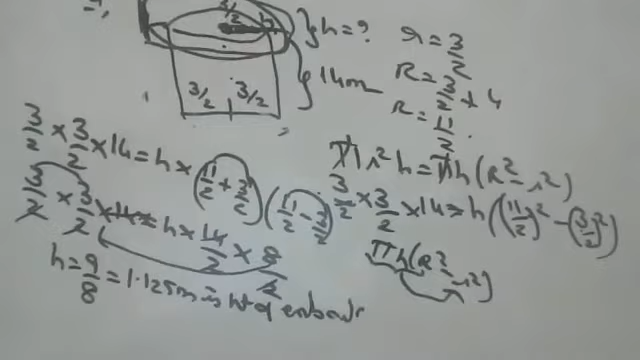 3/2 r
} h = ?
r = 3/2
} 14m
R = 3/2 + 4
3/2 3/2
R = 11/2
3/2 × 3/2 × 14 = h × (11/2 + 3/2) (11/2 - 3/2)
πr²h = πh(R² - r²)
3/2 × 3/2 × 14 = h × 14/2 × 8/2
3/2 × 3/2 × 14 = h((11/2)² - (3/2)²)
πh(R² - r²)
h = 9/8 = 1.125m is ht of